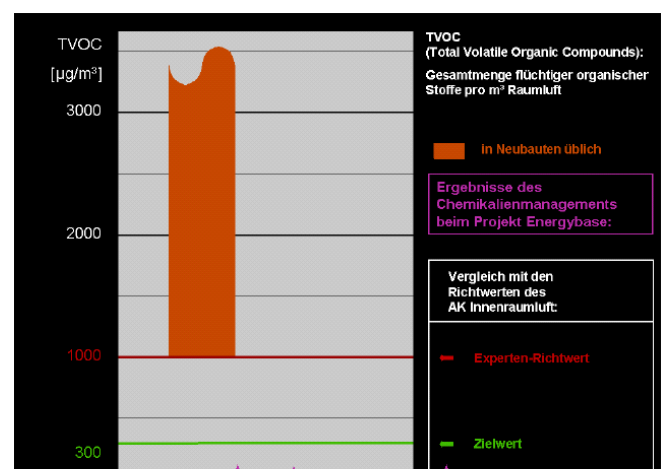 TVOC
[µg/m³]
3000
2000
1000
300
TVOC
(Total Volatile Organic Compounds):
Gesamtmenge flüchtiger organischer
Stoffe pro m³ Raumluft
in Neubauten üblich
Ergebnisse des
Chemikalienmanagements
beim Projekt Energybase:
Vergleich mit den
Richtwerten des
AK Innenraumluft:
Experten-Richtwert
Zielwert